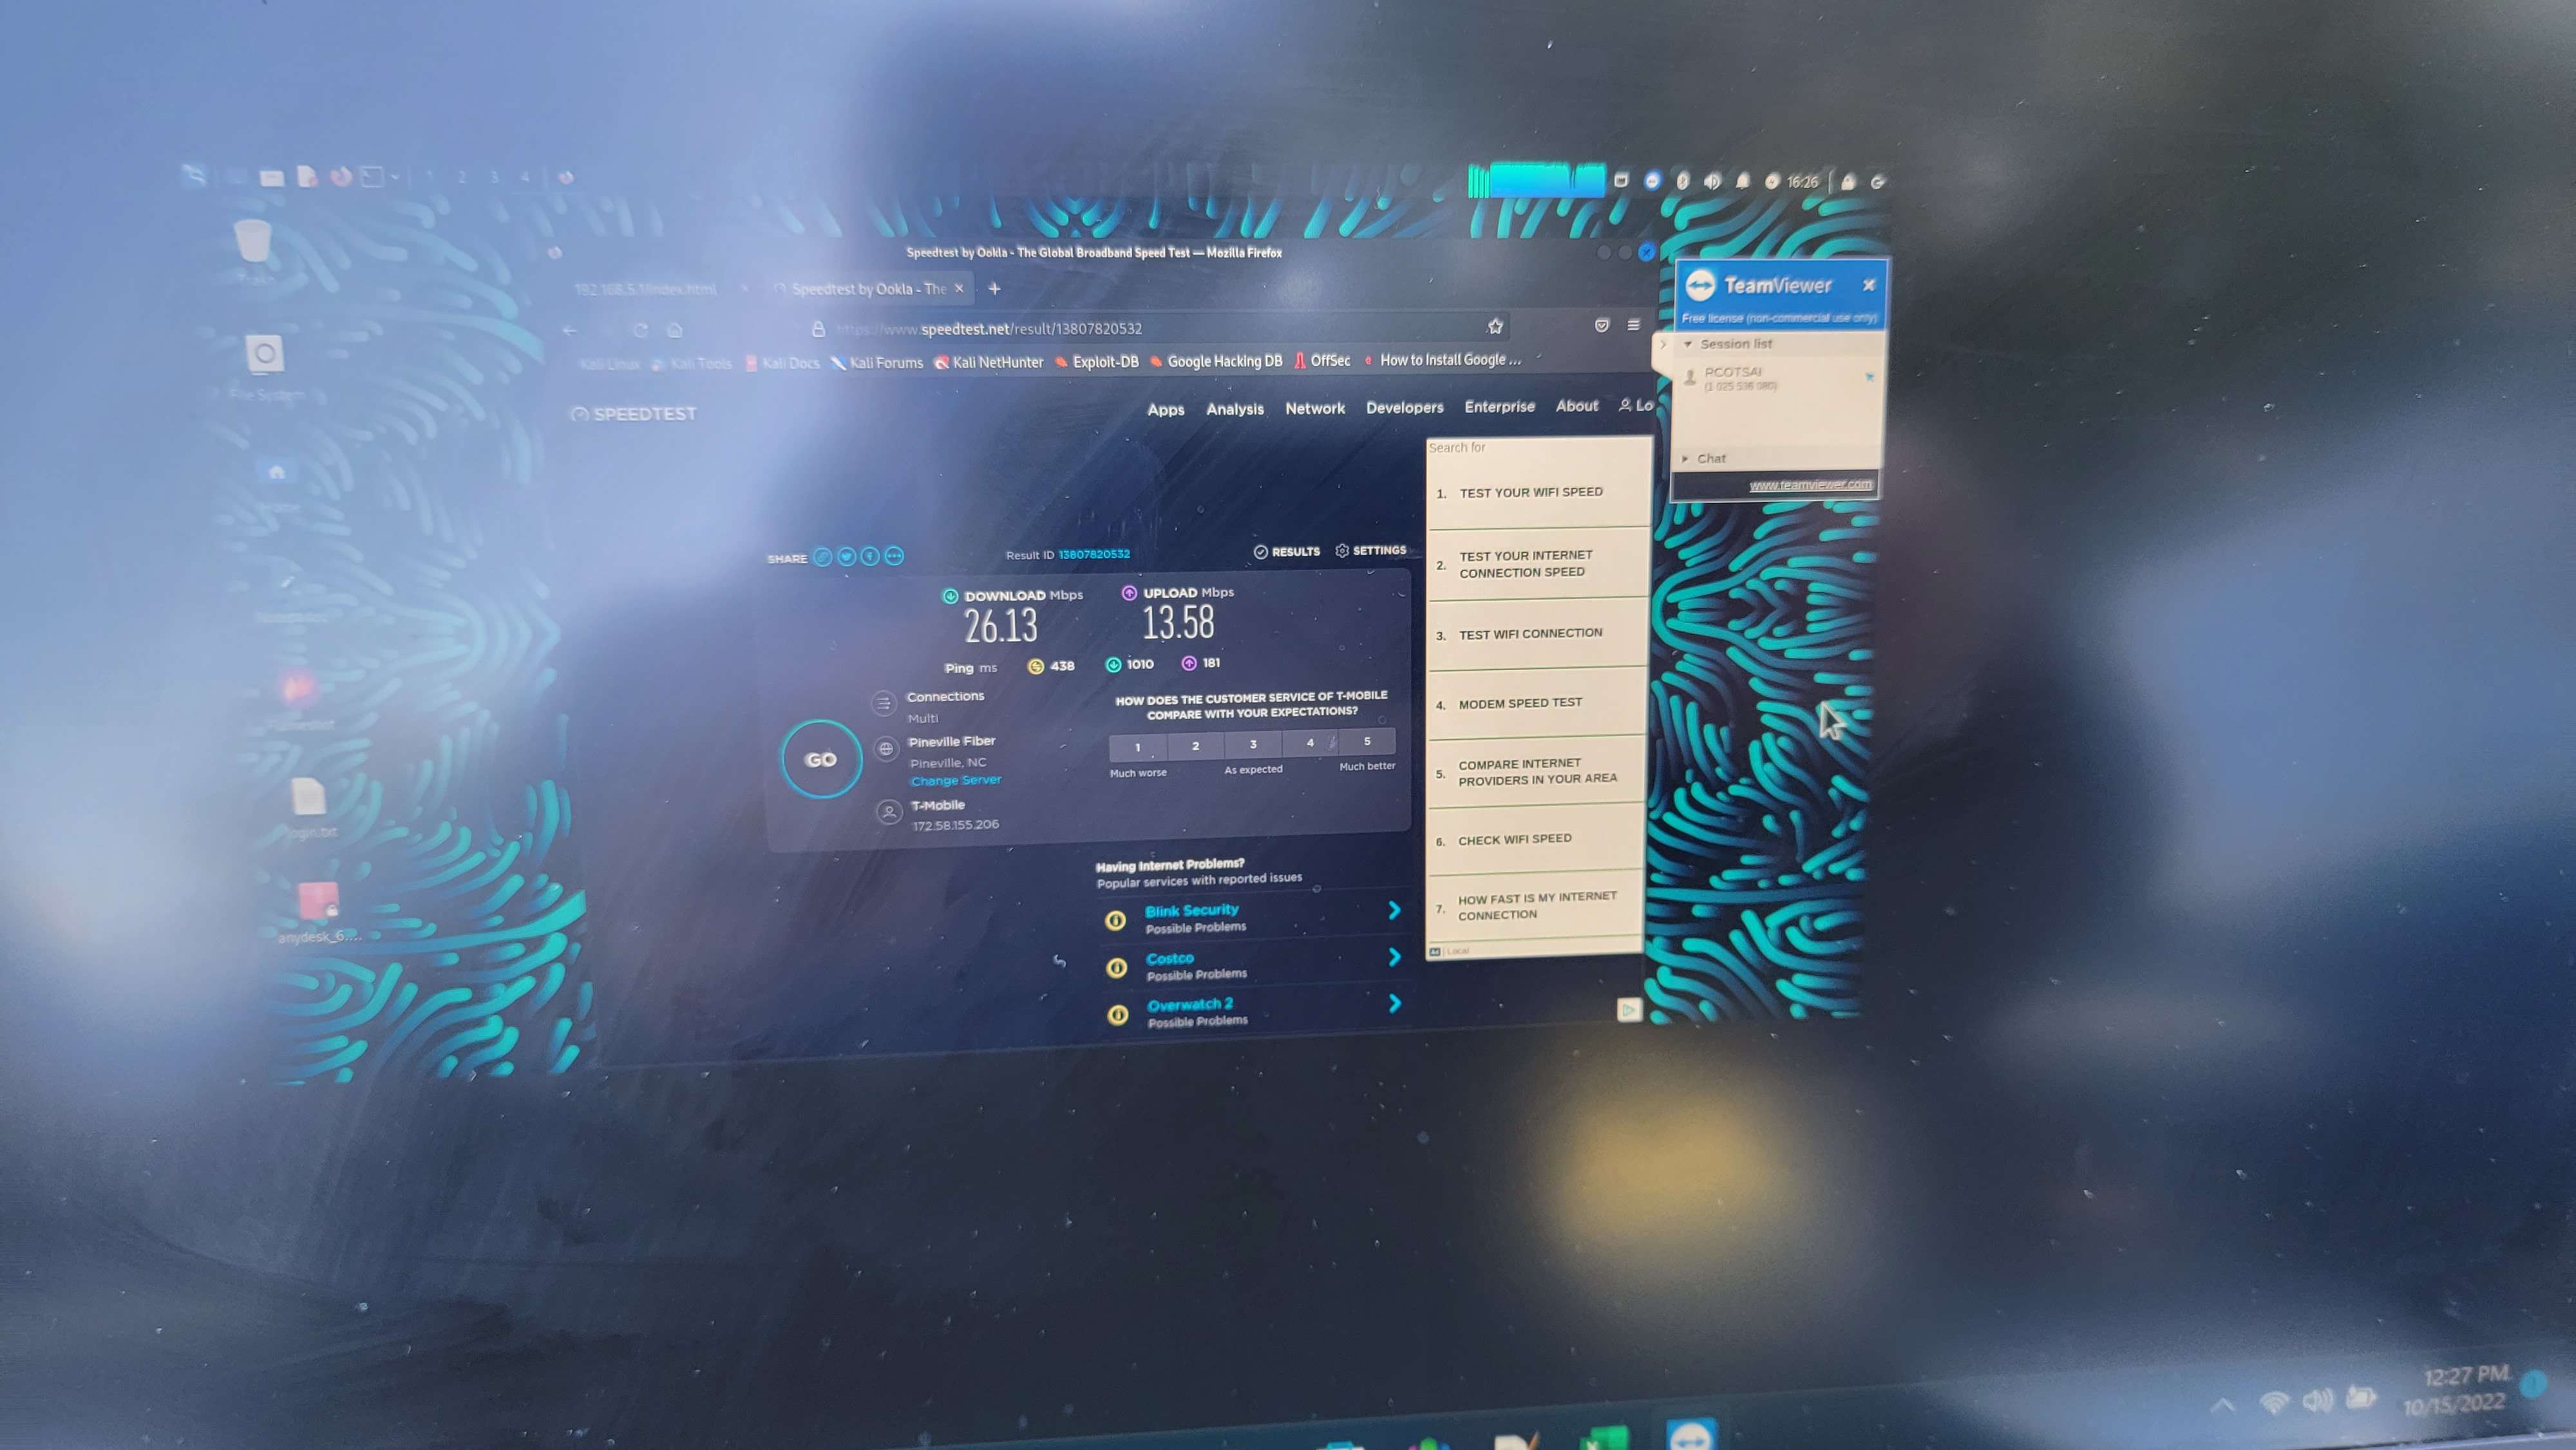 1 2 3 4
16:26
Speedtest by Ookla - The Global Broadband Speed Test — Mozilla Firefox
192.168.5.1/index.html
Speedtest by Ookla - The
https://www.speedtest.net/result/13807820532
Kali Linux Kali Tools Kali Docs Kali Forums Kali NetHunter Exploit-DB Google Hacking DB OffSec How to Install Google ...
SPEEDTEST
Apps Analysis Network Developers Enterprise About Lo
TeamViewer
Free license (non-commercial use only)
Session list
RCOTSAI
(1 025 536 080)
Chat
www.teamviewer.com
Trash
File System
login.txt
anydesk_6....
SHARE
Result ID 13807820532
RESULTS SETTINGS
DOWNLOAD Mbps
26.13
UPLOAD Mbps
13.58
Ping ms 438 1010 181
GO
Connections
Multi
Pineville Fiber
Pineville, NC
Change Server
T-Mobile
172.58.155.206
HOW DOES THE CUSTOMER SERVICE OF T-MOBILE
COMPARE WITH YOUR EXPECTATIONS?
1 2 3 4 5
Much worse As expected Much better
Having Internet Problems?
Popular services with reported issues
Blink Security
Possible Problems
Costco
Possible Problems
Overwatch 2
Possible Problems
Search for
1. TEST YOUR WIFI SPEED
2. TEST YOUR INTERNET
CONNECTION SPEED
3. TEST WIFI CONNECTION
4. MODEM SPEED TEST
5. COMPARE INTERNET
PROVIDERS IN YOUR AREA
6. CHECK WIFI SPEED
7. HOW FAST IS MY INTERNET
CONNECTION
Ad | Local
12:27 PM
10/15/2022
1